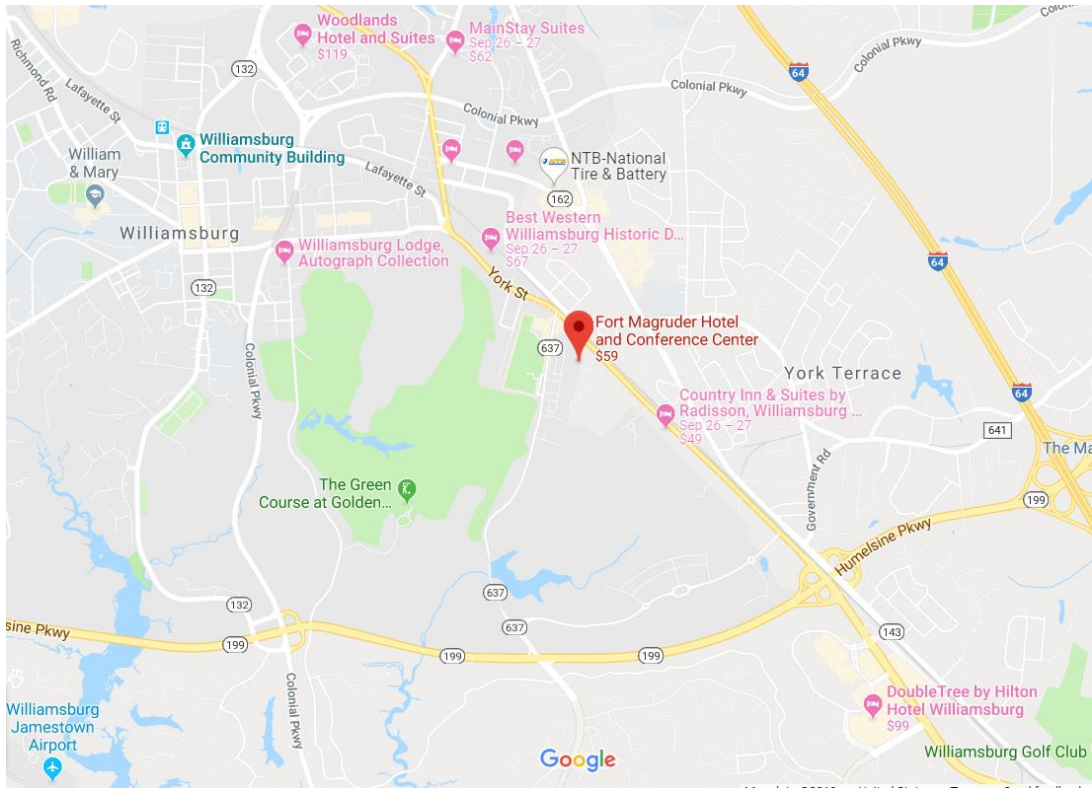 Woodlands
Hotel and Suites
$119
MainStay Suites
Sep 26 – 27
$62
132
64
Colonial Pkwy
Colonial Pkwy
Colonial Pkwy
Richmond Rd
Lafayette St
Williamsburg
Community Building
William
& Mary
Lafayette St
NTB-National
Tire & Battery
162
Best Western
Williamsburg Historic D...
Sep 26 – 27
$67
Williamsburg
Williamsburg Lodge,
Autograph Collection
64
132
York St
Fort Magruder Hotel
and Conference Center
$59
637
Colonial Pkwy
York Terrace
Country Inn & Suites by
Radisson, Williamsburg ...
Sep 26 – 27
$49
64
641
The Ma
Government Rd
The Green
Course at Golden...
199
Humelsine Pkwy
637
132
637
143
sine Pkwy
199
199
199
Colonial Pkwy
DoubleTree by Hilton
Hotel Williamsburg
$99
Williamsburg
Jamestown
Airport
Google
Williamsburg Golf Club